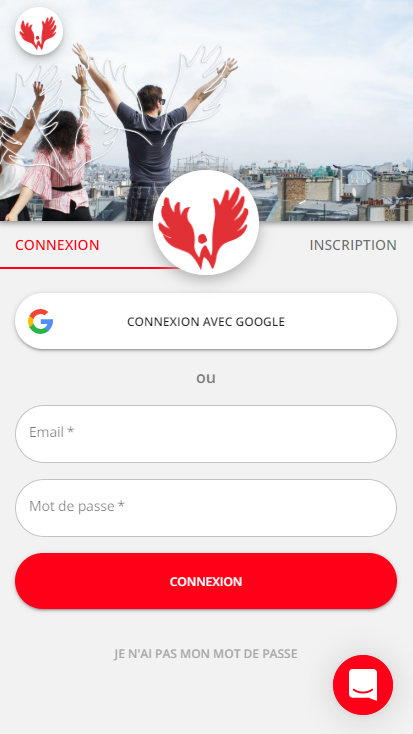 CONNEXION
INSCRIPTION
CONNEXION AVEC GOOGLE
ou
Email *
Mot de passe *
CONNEXION
JE N'AI PAS MON MOT DE PASSE